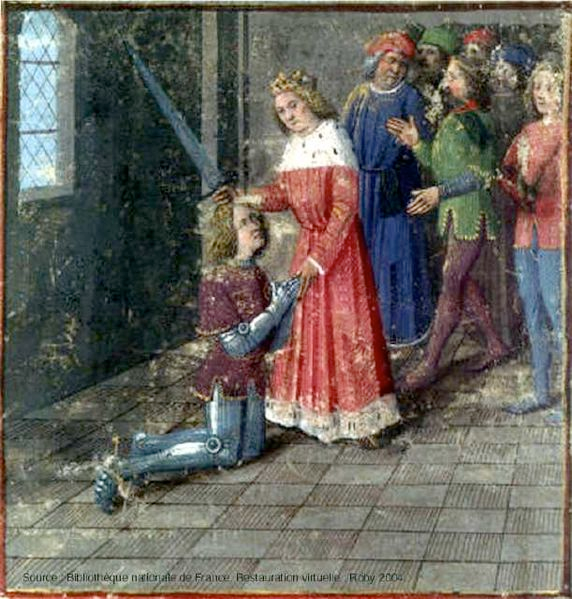 Source : Bibliothèque nationale de France. Restauration virtuelle : Roby 2004